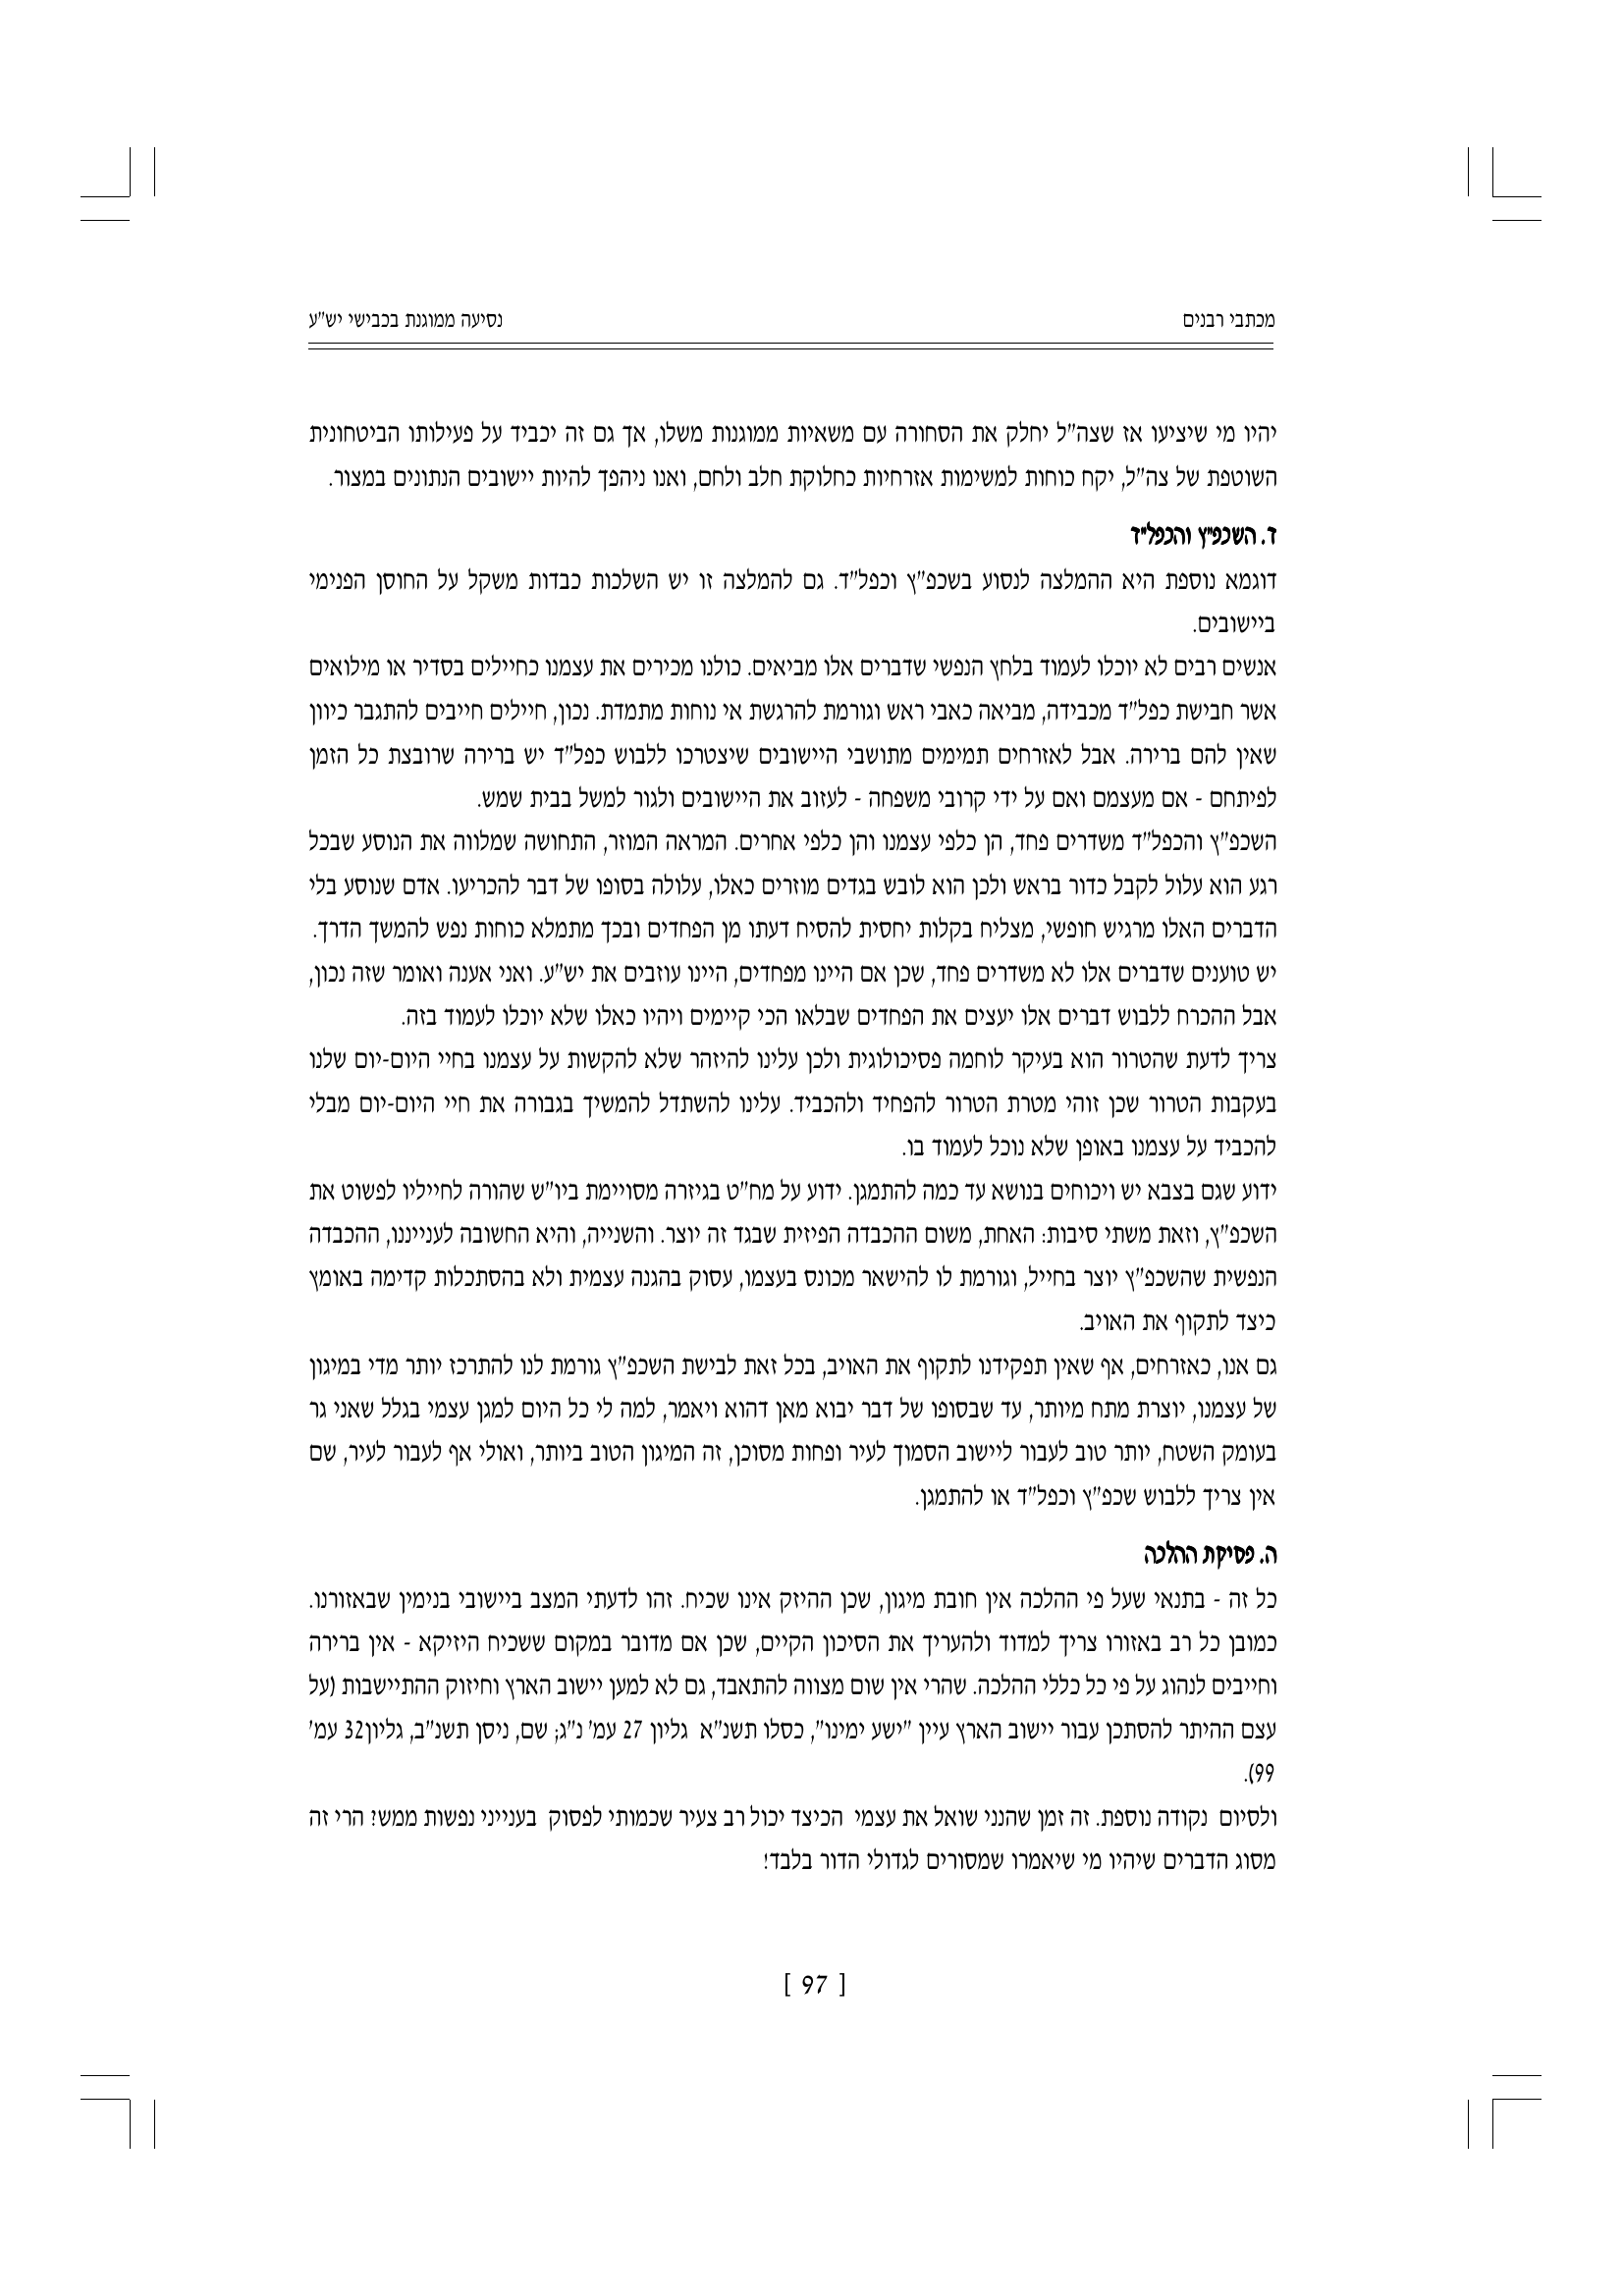 מכתבי רבנים
נסיעה ממוגנת בכבישי יש"ע
יהיו מי שיציעו אז שצה"ל יחלק את הסחורה עם משאיות ממוגנות משלו, אך גם זה יכביד על פעילותו הביטחונית
השוטפת של צה"ל, יקח כוחות למשימות אזרחיות כחלוקת חלב ולחם, ואנו ניהפך להיות יישובים הנתונים במצור.
ד. השכפ"ץ והכפל"ד
דוגמא נוספת היא ההמלצה לנסוע בשכפ"ץ וכפל"ד. גם להמלצה זו יש השלכות כבדות משקל על החוסן הפנימי
ביישובים.
אנשים רבים לא יוכלו לעמוד בלחץ הנפשי שדברים אלו מביאים. כולנו מכירים את עצמנו כחיילים בסדיר או מילואים
אשר חבישת כפל"ד מכבידה, מביאה כאבי ראש וגורמת להרגשת אי נוחות מתמדת. נכון, חיילים חייבים להתגבר כיוון
שאין להם ברירה. אבל לאזרחים תמימים מתושבי היישובים שיצטרכו ללבוש כפל"ד יש ברירה שרובצת כל הזמן
לפיתחם - אם מעצמם ואם על ידי קרובי משפחה - לעזוב את היישובים ולגור למשל בבית שמש.
השכפ"ץ והכפל"ד משדרים פחד, הן כלפי עצמנו והן כלפי אחרים. המראה המוזר, התחושה שמלווה את הנוסע שבכל
רגע הוא עלול לקבל כדור בראש ולכן הוא לובש בגדים מוזרים כאלו, עלולה בסופו של דבר להכריעו. אדם שנוסע בלי
הדברים האלו מרגיש חופשי, מצליח בקלות יחסית להסיח דעתו מן הפחדים ובכך מתמלא כוחות נפש להמשך הדרך.
יש טוענים שדברים אלו לא משדרים פחד, שכן אם היינו מפחדים, היינו עוזבים את יש"ע. ואני אענה ואומר שזה נכון,
אבל ההכרח ללבוש דברים אלו יעצים את הפחדים שבלאו הכי קיימים ויהיו כאלו שלא יוכלו לעמוד בזה.
צריך לדעת שהטרור הוא בעיקר לוחמה פסיכולוגית ולכן עלינו להיזהר שלא להקשות על עצמנו בחיי היום-יום שלנו
בעקבות הטרור שכן זוהי מטרת הטרור להפחיד ולהכביד. עלינו להשתדל להמשיך בגבורה את חיי היום-יום מבלי
להכביד על עצמנו באופן שלא נוכל לעמוד בו.
ידוע שגם בצבא יש ויכוחים בנושא עד כמה להתמגן. ידוע על מח"ט בגיזרה מסויימת ביו"ש שהורה לחייליו לפשוט את
השכפ"ץ, וזאת משתי סיבות: האחת, משום ההכבדה הפיזית שבגד זה יוצר. והשנייה, והיא החשובה לענייננו, ההכבדה
הנפשית שהשכפ"ץ יוצר בחייל, וגורמת לו להישאר מכונס בעצמו, עסוק בהגנה עצמית ולא בהסתכלות קדימה באומץ
כיצד לתקוף את האויב.
גם אנו, כאזרחים, אף שאין תפקידנו לתקוף את האויב, בכל זאת לבישת השכפ"ץ גורמת לנו להתרכז יותר מדי במיגון
של עצמנו, יוצרת מתח מיותר, עד שבסופו של דבר יבוא מאן דהוא ויאמר, למה לי כל היום למגן עצמי בגלל שאני גר
בעומק השטח, יותר טוב לעבור ליישוב הסמוך לעיר ופחות מסוכן, זה המיגון הטוב ביותר, ואולי אף לעבור לעיר, שם
אין צריך ללבוש שכפ"ץ וכפל"ד או להתמגן.
ה. פסיקת ההלכה
כל זה - בתנאי שעל פי ההלכה אין חובת מיגון, שכן ההיזק אינו שכיח. זהו לדעתי המצב ביישובי בנימין שבאזורנו.
כמובן כל רב באזורו צריך למדוד ולהעריך את הסיכון הקיים, שכן אם מדובר במקום ששכיח היזיקא - אין ברירה
וחייבים לנהוג על פי כל כללי ההלכה. שהרי אין שום מצווה להתאבד, גם לא למען יישוב הארץ וחיזוק ההתיישבות (על
עצם ההיתר להסתכן עבור יישוב הארץ עיין "ישע ימינו", כסלו תשנ"א גליון 27 עמ' נ"ג; שם, ניסן תשנ"ב, גליון32 עמ'
99).
ולסיום נקודה נוספת. זה זמן שהנני שואל את עצמי הכיצד יכול רב צעיר שכמותי לפסוק בענייני נפשות ממש? הרי זה
מסוג הדברים שיהיו מי שיאמרו שמסורים לגדולי הדור בלבד!
[ 97 ]